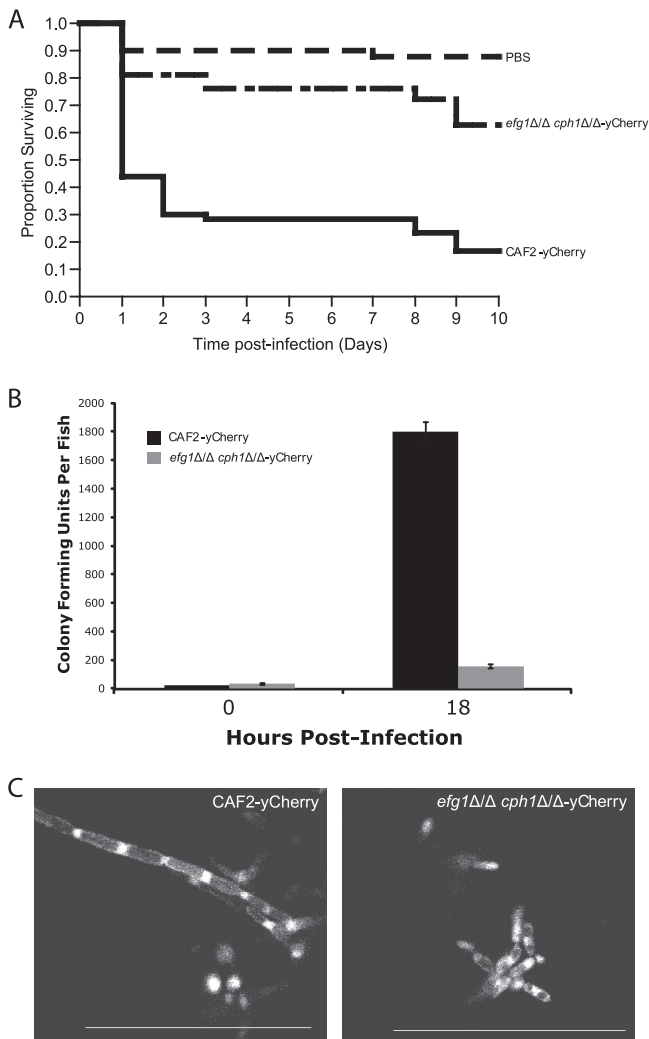 A
Proportion Surviving
1.0
0.9
0.8
0.7
0.6
0.5
0.4
0.3
0.2
0.1
0.0
0 1 2 3 4 5 6 7 8 9 10
Time post-infection (Days)
PBS
efg1Δ/Δ cph1Δ/Δ-yCherry
CAF2-yCherry
B
Colony Forming Units Per Fish
2000
1800
1600
1400
1200
1000
800
600
400
200
0
CAF2-yCherry
efg1Δ/Δ cph1Δ/Δ-yCherry
0 18
Hours Post-Infection
C
CAF2-yCherry
efg1Δ/Δ cph1Δ/Δ-yCherry